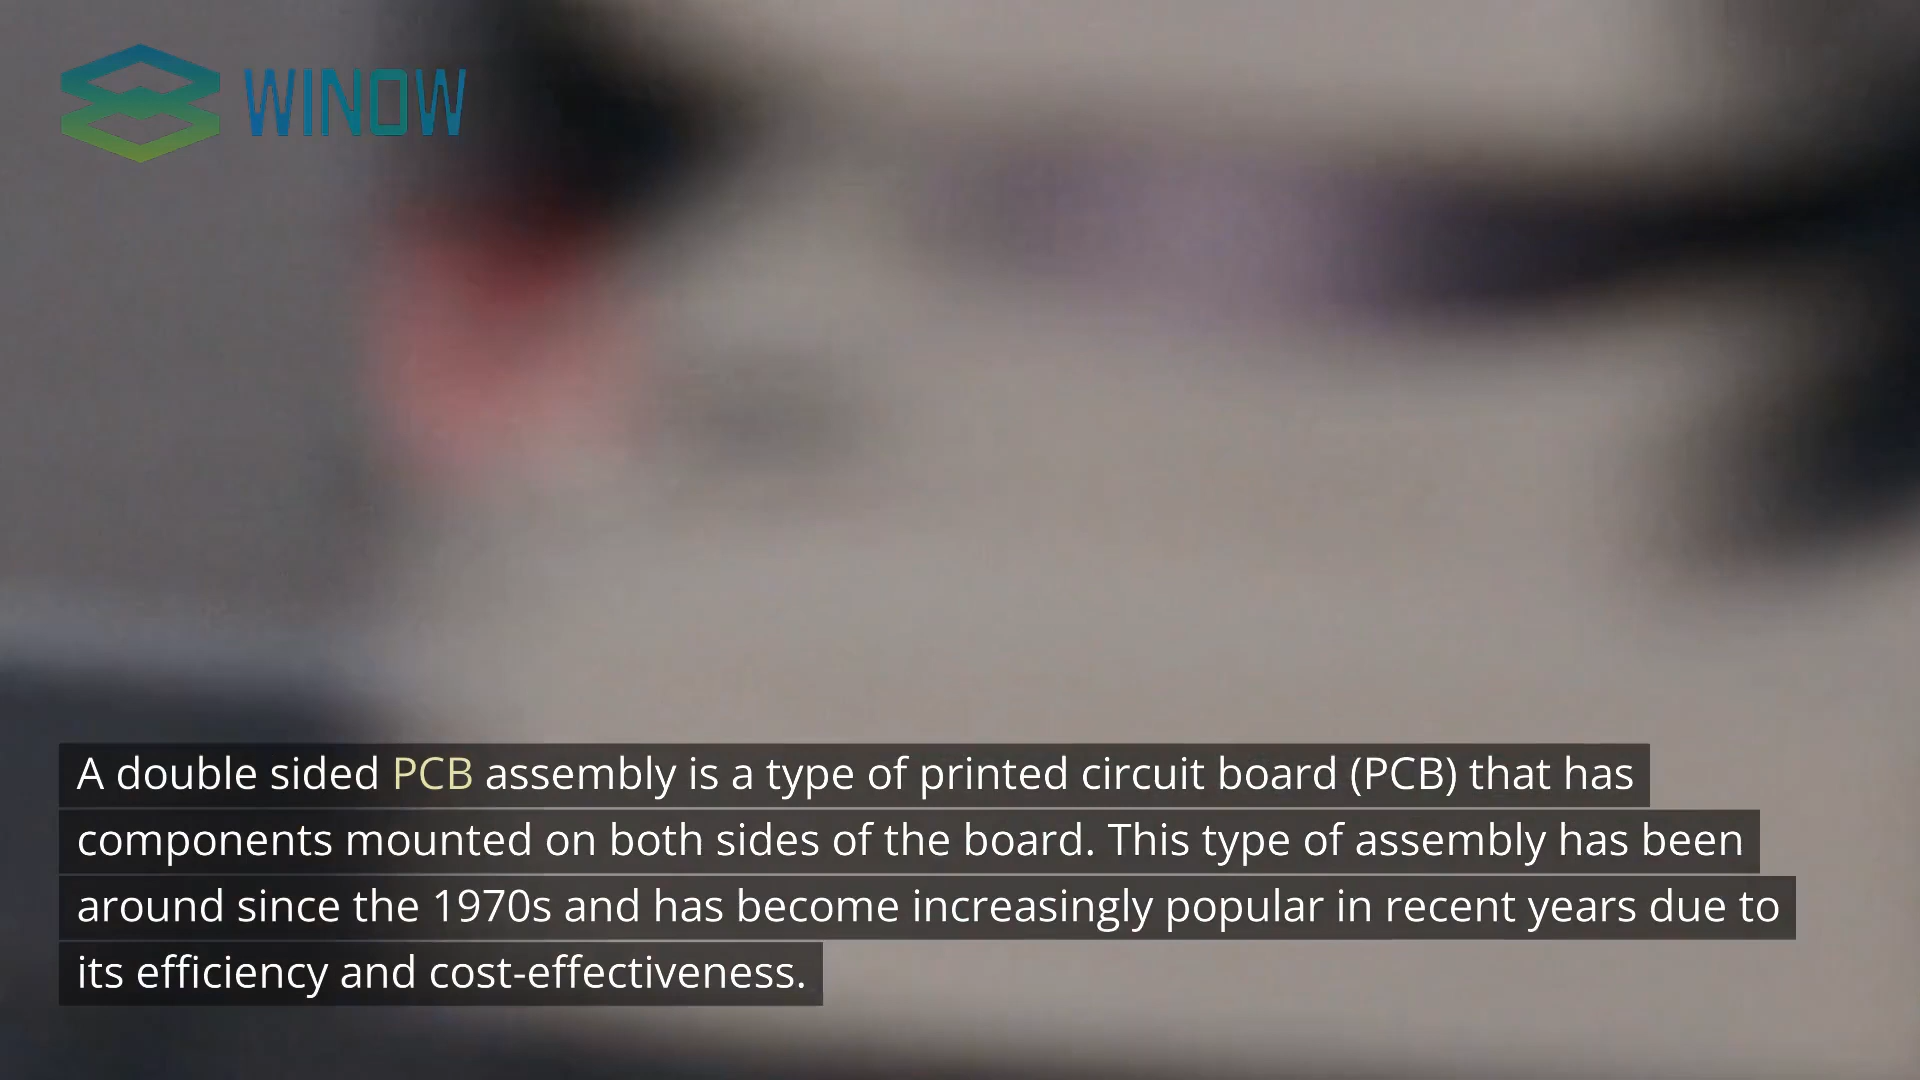 WINOW
A double sided PCB assembly is a type of printed circuit board (PCB) that has
components mounted on both sides of the board. This type of assembly has been
around since the 1970s and has become increasingly popular in recent years due to
its efficiency and cost-effectiveness.